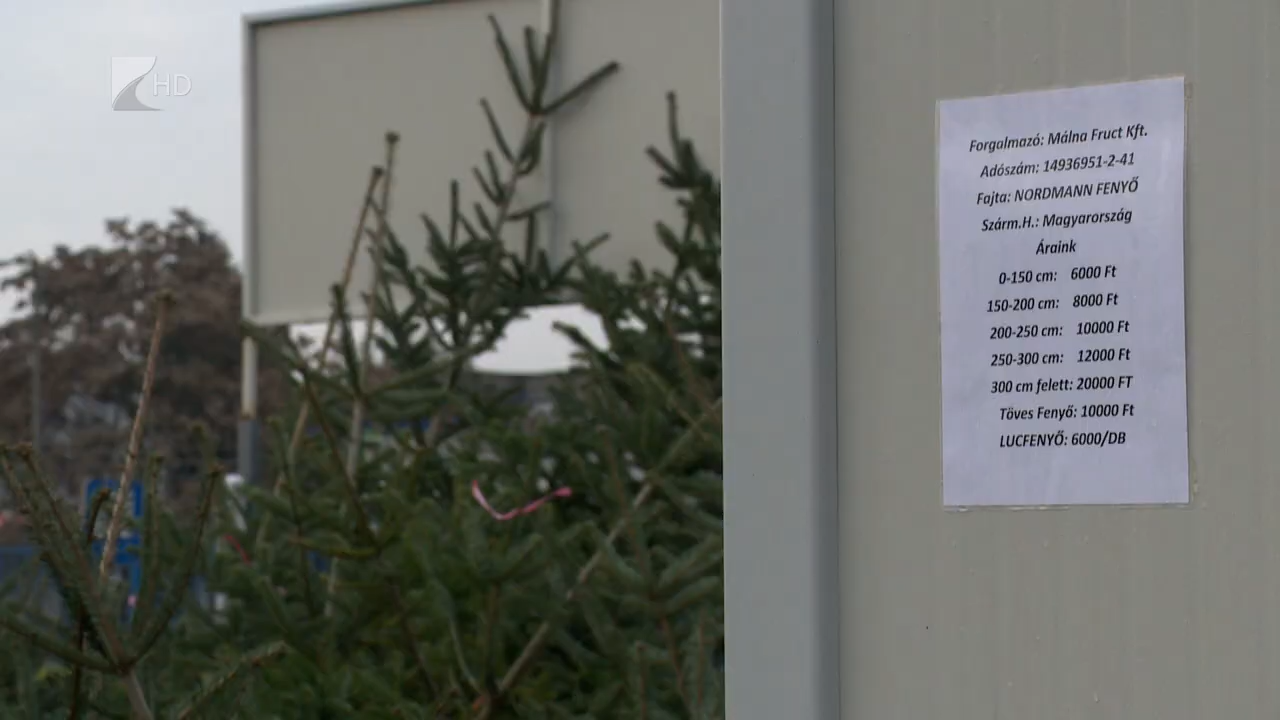 HD
Forgalmazó: Málna Fruct Kft.
Adószám: 14936951-2-41
Fajta: NORDMANN FENYŐ
Szárm.H.: Magyarország
Áraink
0-150 cm: 6000 Ft
150-200 cm: 8000 Ft
200-250 cm: 10000 Ft
250-300 cm: 12000 Ft
300 cm felett: 20000 FT
Töves Fenyő: 10000 Ft
LUCFENYŐ: 6000/DB